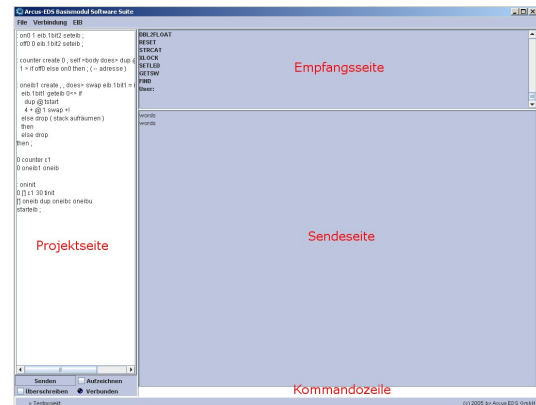 Arcus-EDS Basismodul Software Suite
File Verbindung EIB
: on0 1 eib.1bit2 seteib ;
: off0 0 eib.1bit2 seteib ;
: counter create 0 , self >body does> dup @
1 > if off0 else on0 then ; ( -- adresse )
: oneib1 create , , does> swap eib.1bit1 =
eib.1bit1 geteib 0<> if
dup @ tstart
4 + @ 1 swap +!
else drop ( stack aufräumen )
then
else drop
then ;
0 counter c1
0 oneib1 oneib
: oninit
0 ['] c1 30 tinit
['] oneib dup oneibc oneibu
starteib ;
Projektseite
Senden
Aufzeichnen
Überschreiben
Verbunden
DBL2FLOAT
RESET
STRCAT
XLOCK
SETLED
GETSW
FIND
User:
Empfangsseite
words
words
Sendeseite
Kommandozeile
> Testprojekt
(c) 2005 by Arcus-EDS GmbH